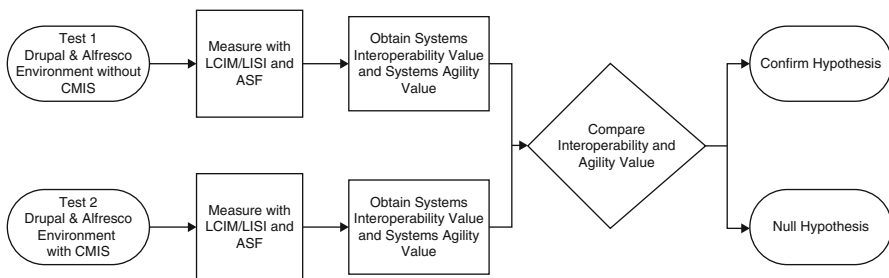 Test 1
Drupal & Alfresco
Environment without
CMIS
Measure with
LCIM/LISI and
ASF
Obtain Systems
Interoperability Value
and Systems Agility
Value
Confirm Hypothesis
Compare
Interoperability and
Agility Value
Test 2
Drupal & Alfresco
Environment
with CMIS
Measure with
LCIM/LISI and
ASF
Obtain Systems
Interoperability Value
and Systems Agility
Value
Null Hypothesis